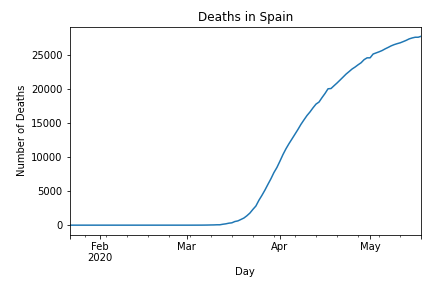 Deaths in Spain
Number of Deaths
25000
20000
15000
10000
5000
0
Feb
2020
Mar
Apr
May
Day